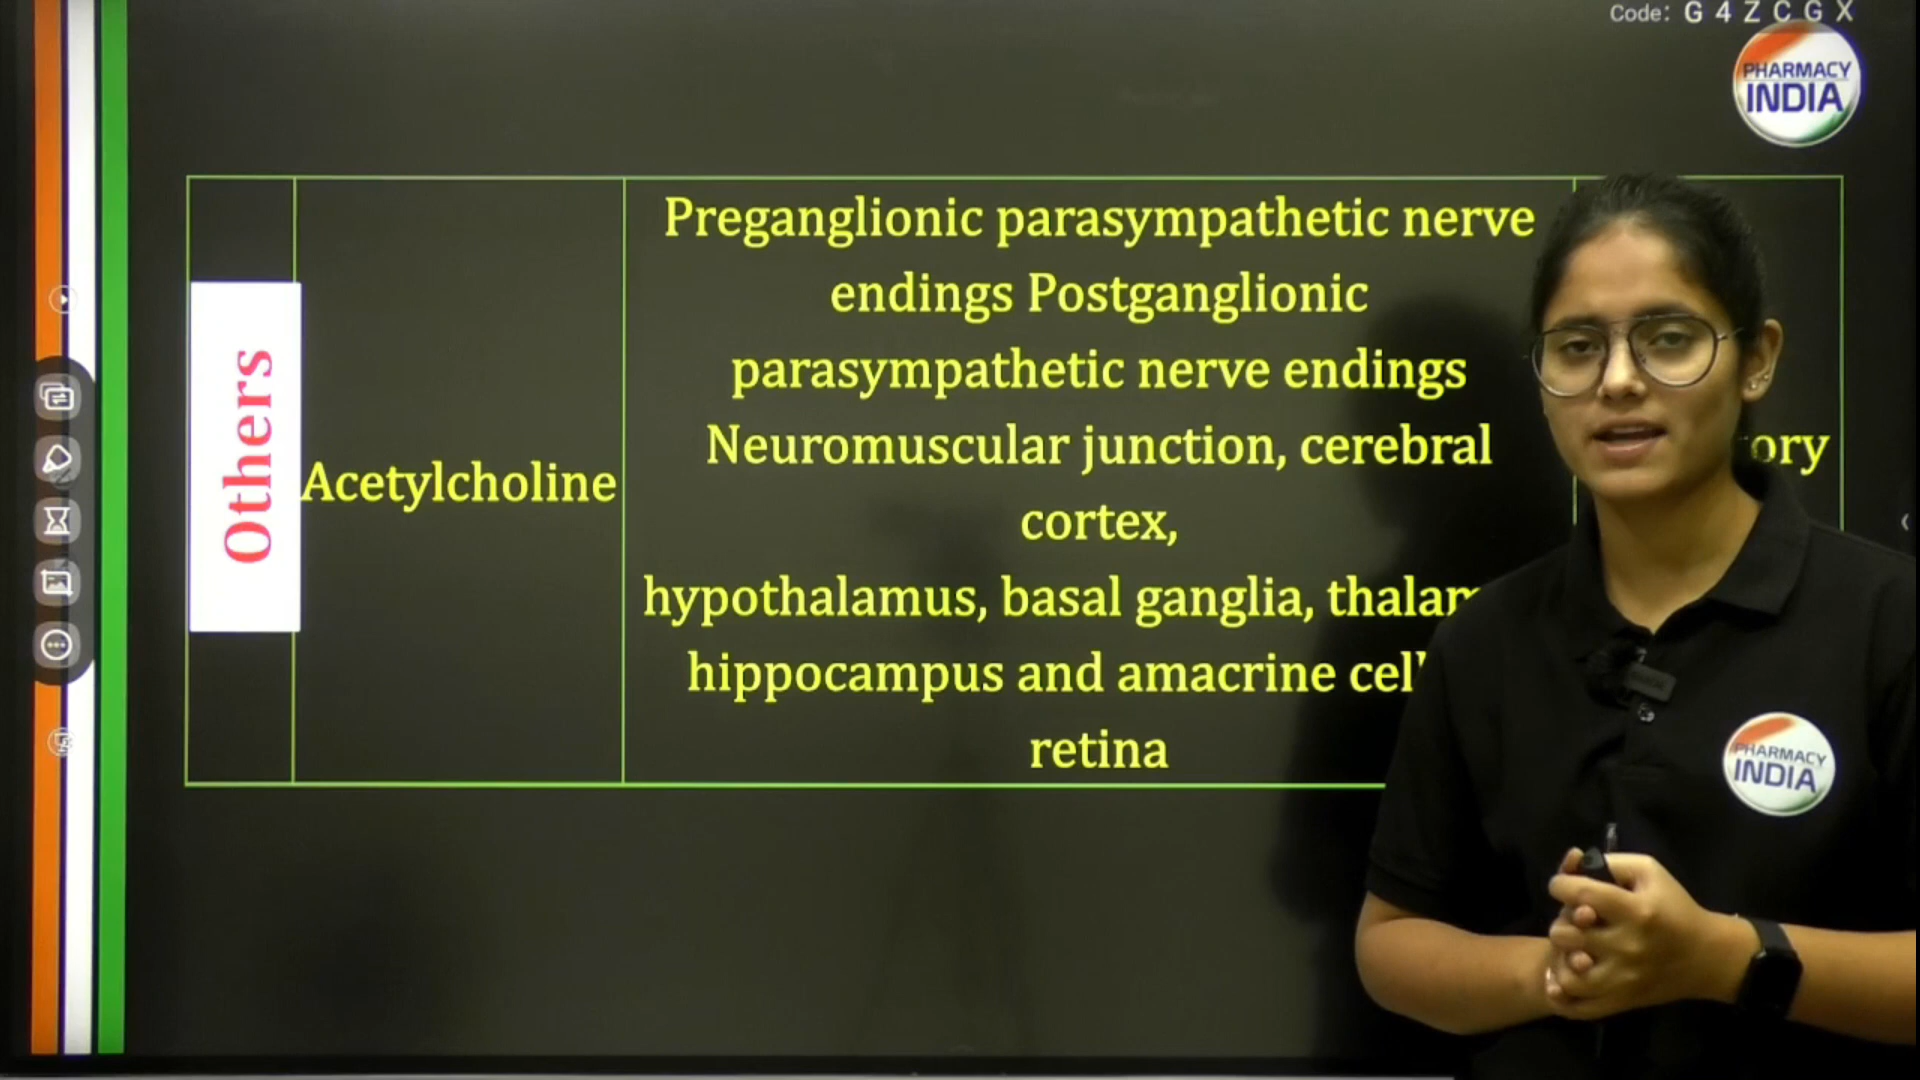 Code: G 4 Z C G X
PHARMACY
INDIA
Others
Acetylcholine
Preganglionic parasympathetic nerve
endings Postganglionic
parasympathetic nerve endings
Neuromuscular junction, cerebral
cortex,
hypothalamus, basal ganglia,
hippocampus and amacrine
retina
PHARMACY
INDIA